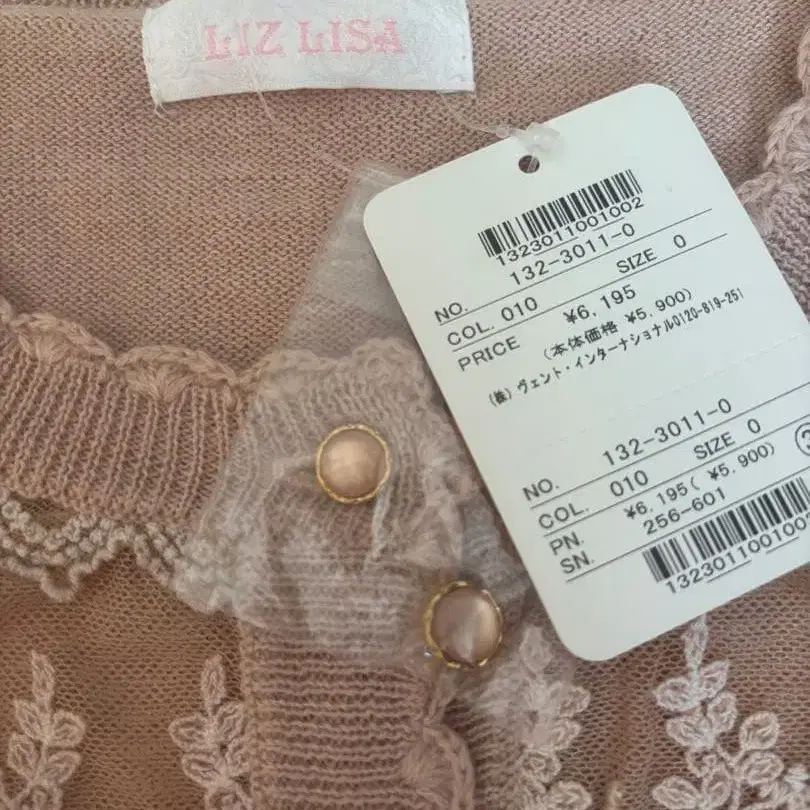 LIZ LISA
1323011001002
NO. 132-3011-0
COL. 010 SIZE 0
PRICE ¥6,195
(本体価格 ¥5,900)
(株)ヴェント・インターナショナル0120-819-251
NO. 132-3011-0
COL. 010 SIZE 0
PN. ¥6,195( ¥5,900)
SN. 256-601
132301100100